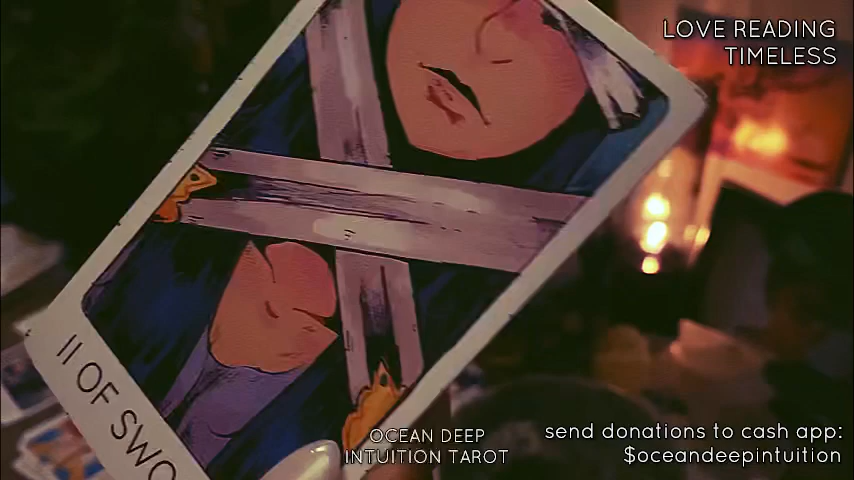 LOVE READING
TIMELESS
II OF SWO
OCEAN DEEP
INTUITION TAROT
send donations to cash app:
$oceandeepintuition